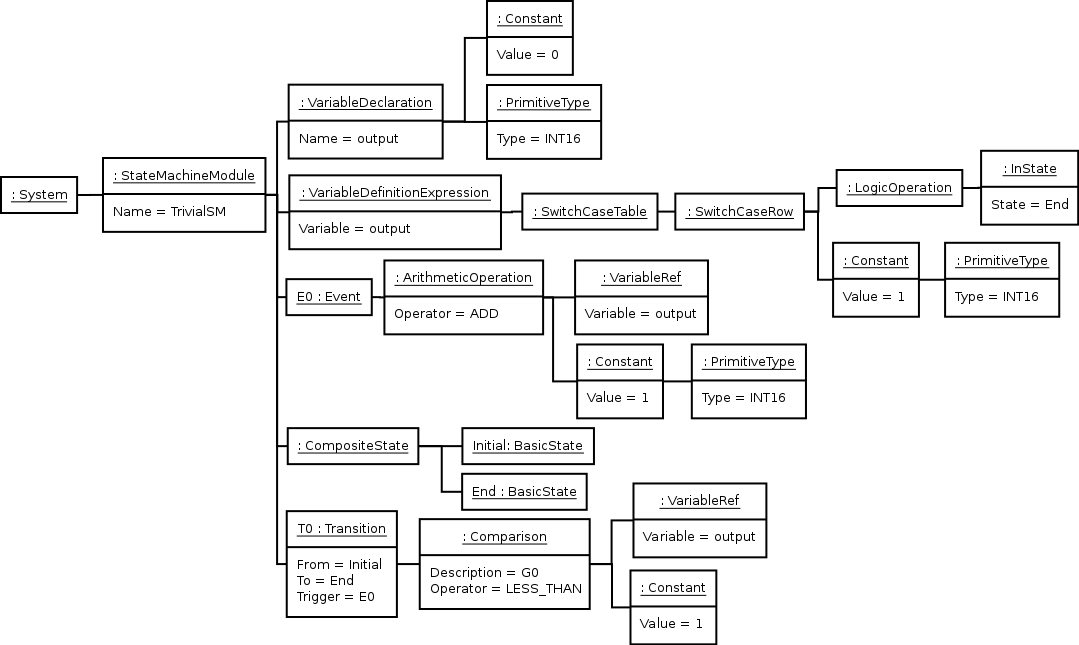 : Constant
Value = 0
: VariableDeclaration
Name = output
: PrimitiveType
Type = INT16
: System
: StateMachineModule
Name = TrivialSM
: VariableDefinitionExpression
Variable = output
: SwitchCaseTable
: SwitchCaseRow
: LogicOperation
: InState
State = End
: Constant
Value = 1
: PrimitiveType
Type = INT16
E0 : Event
: ArithmeticOperation
Operator = ADD
: VariableRef
Variable = output
: Constant
Value = 1
: PrimitiveType
Type = INT16
: CompositeState
Initial: BasicState
End : BasicState
T0 : Transition
From = Initial
To = End
Trigger = E0
: Comparison
Description = G0
Operator = LESS_THAN
: VariableRef
Variable = output
: Constant
Value = 1